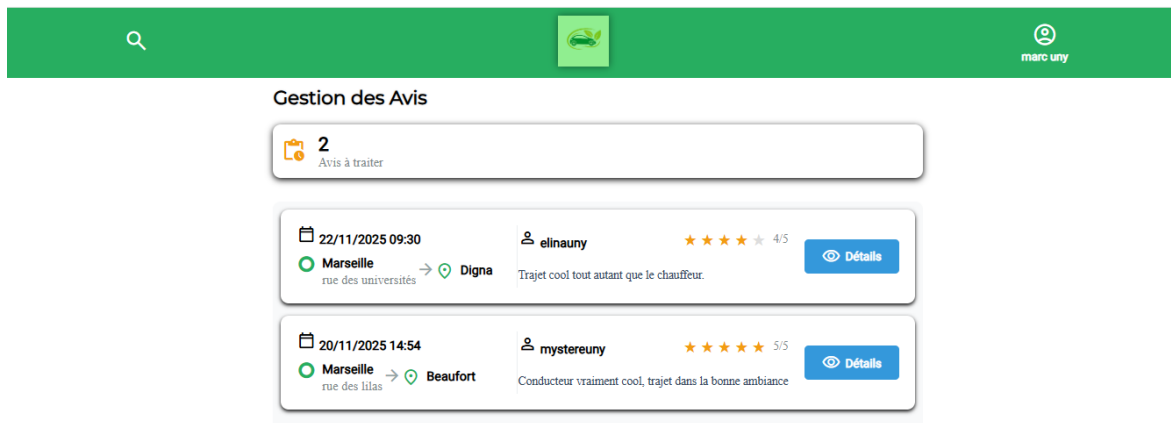 marc uny
Gestion des Avis
2
Avis à traiter
22/11/2025 09:30
Marseille
rue des universités
Digna
elinauny
4/5
Trajet cool tout autant que le chauffeur.
Détails
20/11/2025 14:54
Marseille
rue des lilas
Beaufort
mystereuny
5/5
Conducteur vraiment cool, trajet dans la bonne ambiance
Détails